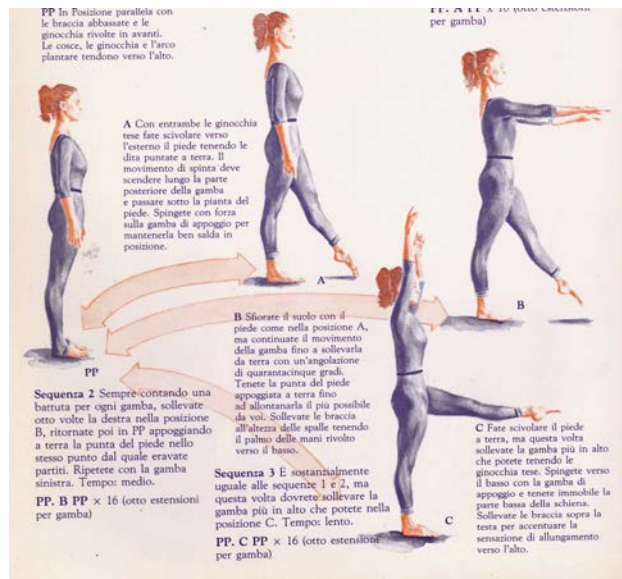 PP In Posizione parallela con
le braccia abbassate e le
ginocchia rivolte in avanti.
Le cosce, le ginocchia e l'arco
plantare tendono verso l'alto.
PP. A PP x 16 (otto estensioni
per gamba)
A Con entrambe le ginocchia
tese fate scivolare verso
l'esterno il piede tenendo le
dita puntate a terra. Il
movimento di spinta deve
scendere lungo la parte
posteriore della gamba
e passare sotto la pianta del
piede. Spingete con forza
sulla gamba di appoggio per
mantenerla ben salda in
posizione.
A
B
PP
B Sfiorate il suolo con il
piede come nella posizione A,
ma continuate il movimento
della gamba fino a sollevarla
da terra con un'angolazione
di quarantacinque gradi.
Tenete la punta del piede
appoggiata a terra fino
ad allontanarla il più possibile
da voi. Sollevate le braccia
all'altezza delle spalle tenendo
il palmo delle mani rivolto
verso il basso.
Sequenza 2 Sempre contando una
battuta per ogni gamba, sollevate
otto volte la destra nella posizione
B, ritornate poi in PP appoggiando
a terra la punta del piede nello
stesso punto dal quale eravate
partiti. Ripetete con la gamba
sinistra. Tempo: medio.
PP. B PP × 16 (otto estensioni
per gamba)
Sequenza 3 È sostanzialmente
uguale alle sequenze 1 e 2, ma
questa volta dovrete sollevare la
gamba più in alto che potete nella
posizione C. Tempo: lento.
PP. C PP × 16 (otto estensioni
per gamba)
C
C Fate scivolare il piede
a terra, ma questa volta
sollevate la gamba più in alto
che potete tenendo le
ginocchia tese. Spingete verso
il basso con la gamba di
appoggio e tenete immobile la
parte bassa della schiena.
Sollevate le braccia sopra la
testa per accentuare la
sensazione di allungamento
verso l'alto.